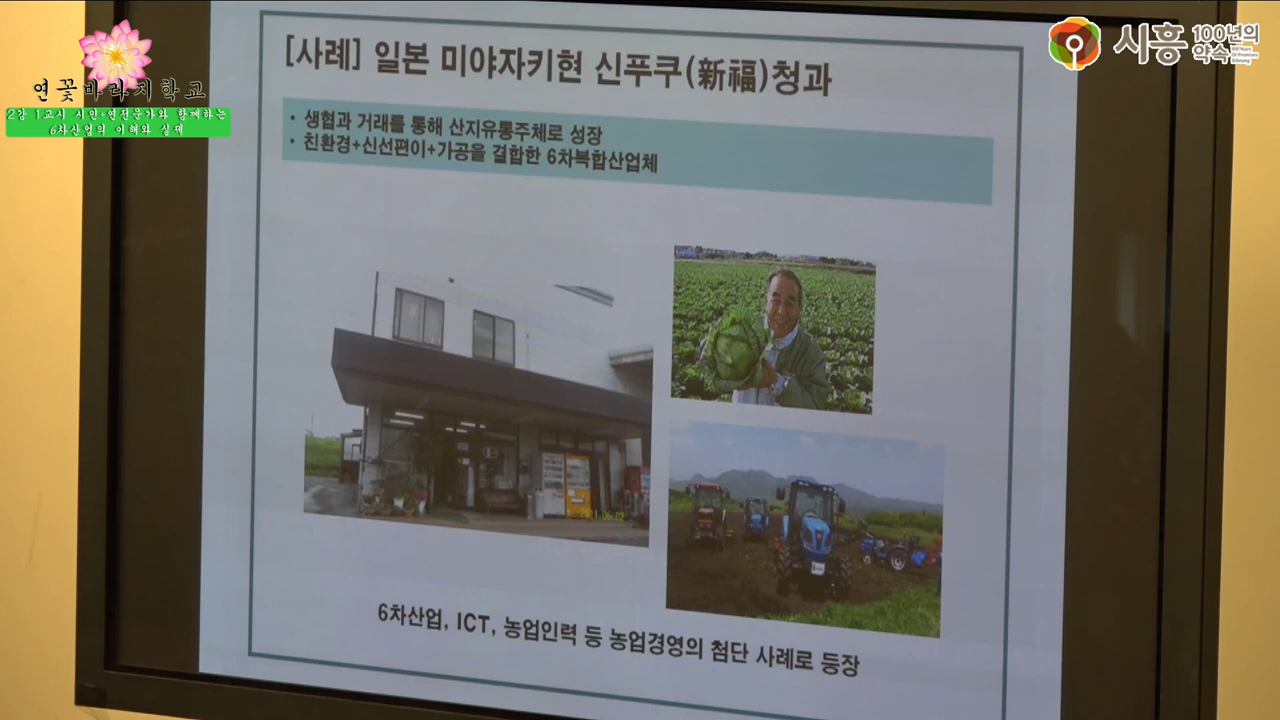 연꽃바라지학교
2강 1교시 시민+연전문가와 함께하는
6차산업의 이해와 실제
시흥 100년의 약속
[사례] 일본 미야자키현 신푸쿠(新福)청과
• 생협과 거래를 통해 산지유통주체로 성장
• 친환경+신선편이+가공을 결합한 6차복합산업체
6차산업, ICT, 농업인력 등 농업경영의 첨단 사례로 등장